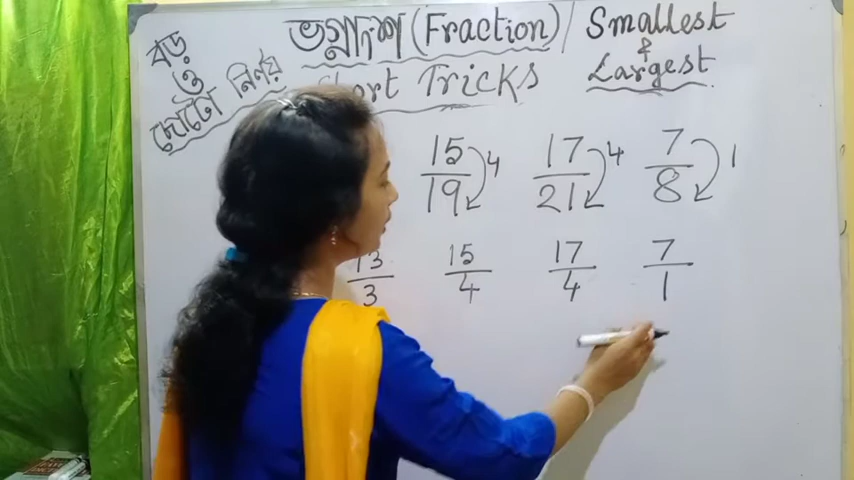 ভগ্নাংশ (Fraction) / Smallest & Largest
বড় ও ছোটো নির্ণয়
Short Tricks
15/19 4 17/21 4 7/8 1
13/3 15/4 17/4 7/1